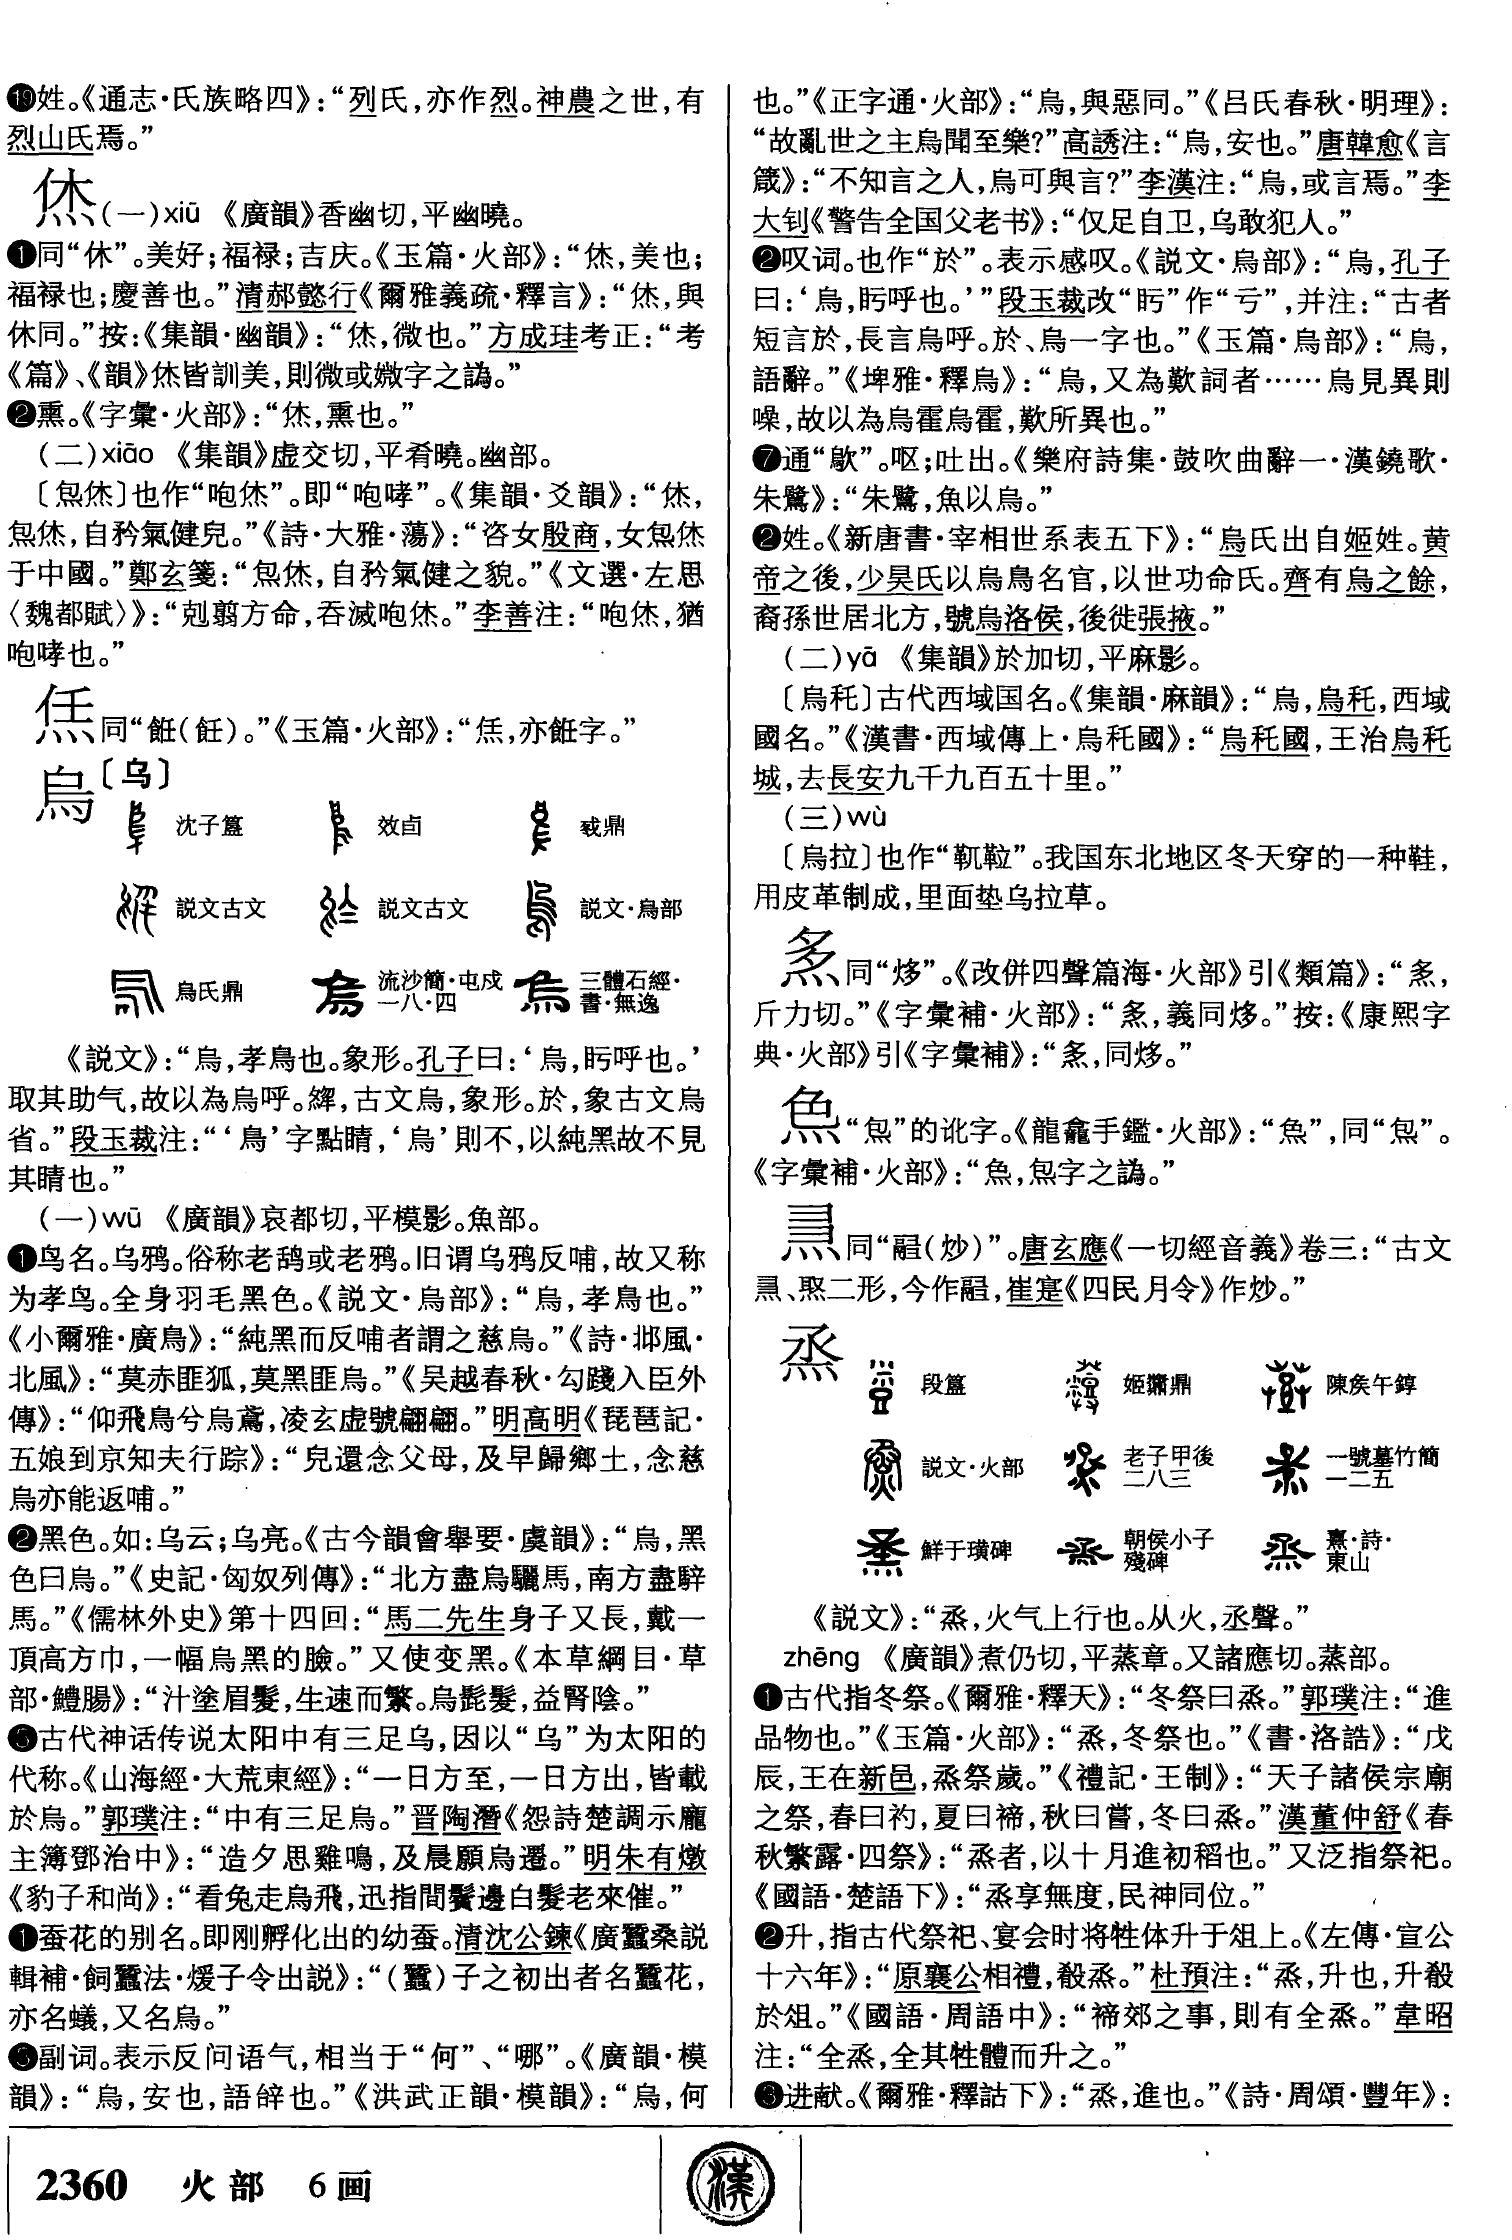 ⓳姓。《通志·氏族略四》：“列氏，亦作烈。神農之世，有
烈山氏焉。”
烋(一)xiū 《廣韻》香幽切，平幽曉。
❶同“休”。美好；福禄；吉庆。《玉篇·火部》：“烋，美也；
福禄也；慶善也。”清郝懿行《爾雅義疏·釋言》：“烋，與
休同。”按：《集韻·幽韻》：“烋，微也。”方成珪考正：“考
《篇》、《韻》烋皆訓美，則微或媺字之譌。”
❷熏。《字彙·火部》：“烋，熏也。”
(二)xiāo 《集韻》虚交切，平肴曉。幽部。
〔炰烋〕也作“咆烋”。即“咆哮”。《集韻·爻韻》：“烋，
炰烋，自矜氣健皃。”《詩·大雅·蕩》：“咨女殷商，女炰烋
于中國。”鄭玄箋：“炰烋，自矜氣健之貌。”《文選·左思
〈魏都賦〉》：“剋翦方命，吞滅咆烋。”李善注：“咆烋，猶
咆哮也。”
𤇮同“飪(飪)。”《玉篇·火部》：“𤇮，亦飪字。”
烏〔乌〕
沈子簋 效卣 㦰鼎
説文古文 説文古文 説文·烏部
烏氏鼎 流沙簡·屯戍一八·四 三體石經·書·無逸
《説文》：“烏，孝鳥也。象形。孔子曰：‘烏，盱呼也。’
取其助气，故以為烏呼。𦀓，古文烏，象形。於，象古文烏
省。”段玉裁注：“‘鳥’字點睛，‘烏’則不，以純黑故不見
其睛也。”
(一)wū 《廣韻》哀都切，平模影。魚部。
❶鸟名。乌鸦。俗称老鸹或老鸦。旧谓乌鸦反哺，故又称
为孝鸟。全身羽毛黑色。《説文·烏部》：“烏，孝鳥也。”
《小爾雅·廣鳥》：“純黑而反哺者謂之慈烏。”《詩·邶風·
北風》：“莫赤匪狐，莫黑匪烏。”《吴越春秋·勾踐入臣外
傳》：“仰飛鳥兮烏鳶，凌玄虚號翩翩。”明高明《琵琶記·
五娘到京知夫行踪》：“兒還念父母，及早歸鄉土，念慈
烏亦能返哺。”
❷黑色。如：乌云；乌亮。《古今韻會舉要·虞韻》：“烏，黑
色曰烏。”《史記·匈奴列傳》：“北方盡烏驪馬，南方盡騂
馬。”《儒林外史》第十四回：“馬二先生身子又長，戴一
頂高方巾，一幅烏黑的臉。”又使变黑。《本草綱目·草
部·鱧腸》：“汁塗眉髮，生速而繁。烏髭髮，益腎陰。”
❸古代神话传说太阳中有三足乌，因以“乌”为太阳的
代称。《山海經·大荒東經》：“一日方至，一日方出，皆載
於烏。”郭璞注：“中有三足烏。”晋陶潛《怨詩楚調示龐
主簿鄧治中》：“造夕思雞鳴，及晨願烏遷。”明朱有燉
《豹子和尚》：“看兔走烏飛，迅指間鬢邊白髮老來催。”
❶蚕花的别名。即刚孵化出的幼蚕。清沈公鍊《廣蠶桑説
輯補·飼蠶法·煖子令出説》：“(蠶)子之初出者名蠶花，
亦名蟻，又名烏。”
❸副词。表示反问语气，相当于“何”、“哪”。《廣韻·模
韻》：“烏，安也，語辝也。”《洪武正韻·模韻》：“烏，何
也。”《正字通·火部》：“烏，與惡同。”《吕氏春秋·明理》：
“故亂世之主烏聞至樂？”高誘注：“烏，安也。”唐韓愈《言
箴》：“不知言之人，烏可與言？”李漢注：“烏，或言焉。”李
大钊《警告全国父老书》：“仅足自卫，乌敢犯人。”
❷叹词。也作“於”。表示感叹。《説文·烏部》：“烏，孔子
曰：‘烏，盱呼也。’”段玉裁改“盱”作“亏”，并注：“古者
短言於，長言烏呼。於、烏一字也。”《玉篇·烏部》：“烏，
語辭。”《埤雅·釋烏》：“烏，又為歎詞者……烏見異則
噪，故以為烏霍烏霍，歎所異也。”
❼通“歍”。呕；吐出。《樂府詩集·鼓吹曲辭一·漢鐃歌·
朱鷺》：“朱鷺，魚以烏。”
❷姓。《新唐書·宰相世系表五下》：“烏氏出自姬姓。黄
帝之後，少昊氏以烏鳥名官，以世功命氏。齊有烏之餘，
裔孫世居北方，號烏洛侯，後徙張掖。”
(二)yā 《集韻》於加切，平麻影。
〔烏秅〕古代西域国名。《集韻·麻韻》：“烏，烏秅，西域
國名。”《漢書·西域傳上·烏秅國》：“烏秅國，王治烏秅
城，去長安九千九百五十里。”
(三)wù
〔烏拉〕也作“靰鞡”。我国东北地区冬天穿的一种鞋，
用皮革制成，里面垫乌拉草。
𤇼同“㶴”。《改併四聲篇海·火部》引《類篇》：“𤇼，
斤力切。”《字彙補·火部》：“𤇼，義同㶴。”按：《康熙字
典·火部》引《字彙補》：“𤇼，同㶴。”
𤇢“炰”的讹字。《龍龕手鑑·火部》：“𤇢”，同“炰”。
《字彙補·火部》：“𤇢，炰字之譌。”
𤇯同“䎫(炒)”。唐玄應《一切經音義》卷三：“古文
𤇯、㷅二形，今作䎫，崔寔《四民月令》作炒。”
烝
段簋 姬鼎 陳矦午錞
説文·火部 老子甲後二八三 一號墓竹簡一二五
鮮于璜碑 朝侯小子殘碑 熹·詩·東山
《説文》：“烝，火气上行也。从火，丞聲。”
zhēng 《廣韻》煮仍切，平蒸章。又諸應切。蒸部。
❶古代指冬祭。《爾雅·釋天》：“冬祭曰烝。”郭璞注：“進
品物也。”《玉篇·火部》：“烝，冬祭也。”《書·洛誥》：“戊
辰，王在新邑，烝祭歲。”《禮記·王制》：“天子諸侯宗廟
之祭，春曰礿，夏曰禘，秋曰嘗，冬曰烝。”漢董仲舒《春
秋繁露·四祭》：“烝者，以十月進初稻也。”又泛指祭祀。
《國語·楚語下》：“烝享無度，民神同位。”
❷升，指古代祭祀、宴会时将牲体升于俎上。《左傳·宣公
十六年》：“原襄公相禮，殽烝。”杜預注：“烝，升也，升殽
於俎。”《國語·周語中》：“禘郊之事，則有全烝。”韋昭
注：“全烝，全其牲體而升之。”
❸进献。《爾雅·釋詁下》：“烝，進也。”《詩·周頌·豐年》：
2360 火部 6画
漢